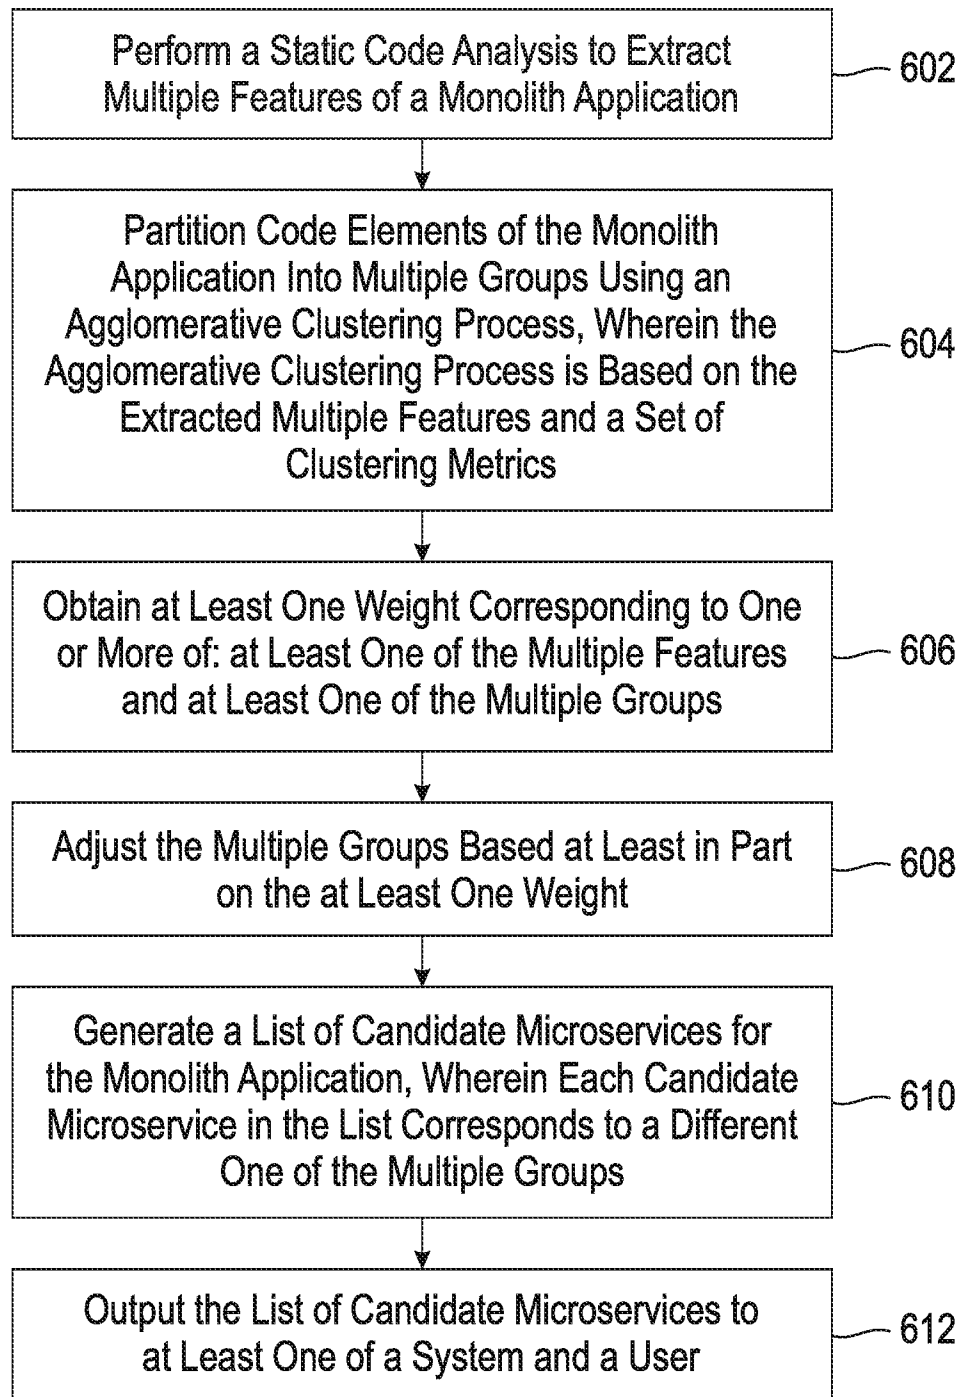 Perform a Static Code Analysis to Extract
Multiple Features of a Monolith Application
602
Partition Code Elements of the Monolith
Application Into Multiple Groups Using an
Agglomerative Clustering Process, Wherein the
Agglomerative Clustering Process is Based on the
Extracted Multiple Features and a Set of
Clustering Metrics
604
Obtain at Least One Weight Corresponding to One
or More of: at Least One of the Multiple Features
and at Least One of the Multiple Groups
606
Adjust the Multiple Groups Based at Least in Part
on the at Least One Weight
608
Generate a List of Candidate Microservices for
the Monolith Application, Wherein Each Candidate
Microservice in the List Corresponds to a Different
One of the Multiple Groups
610
Output the List of Candidate Microservices to
at Least One of a System and a User
612